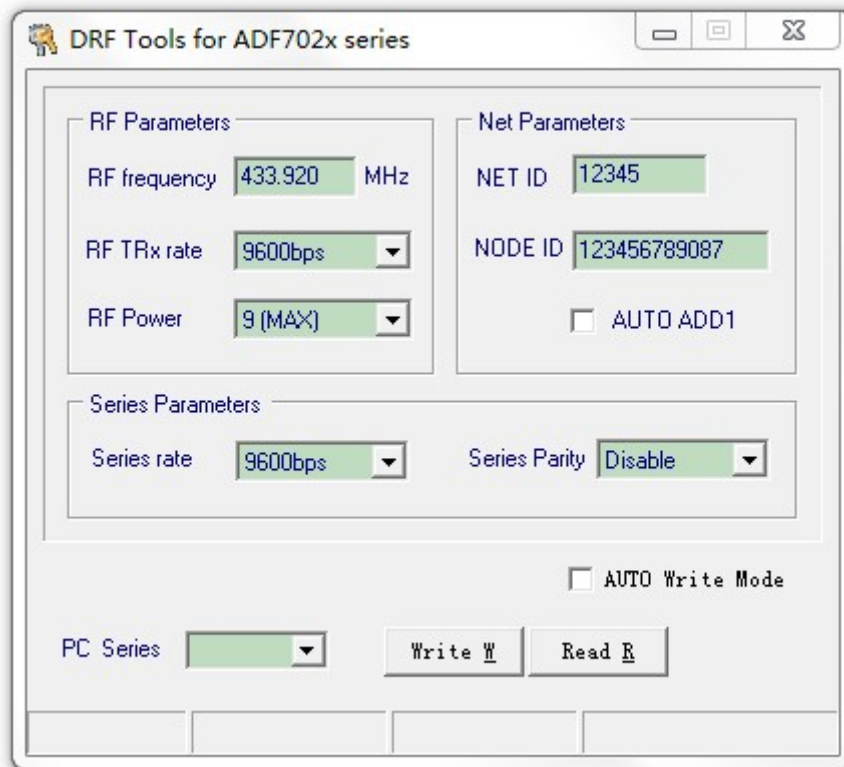 DRF Tools for ADF702x series
RF Parameters
RF frequency 433.920 MHz
RF TRx rate 9600bps
RF Power 9 (MAX)
Net Parameters
NET ID 12345
NODE ID 123456789087
AUTO ADD1
Series Parameters
Series rate 9600bps
Series Parity Disable
AUTO Write Mode
PC Series
Write W
Read R